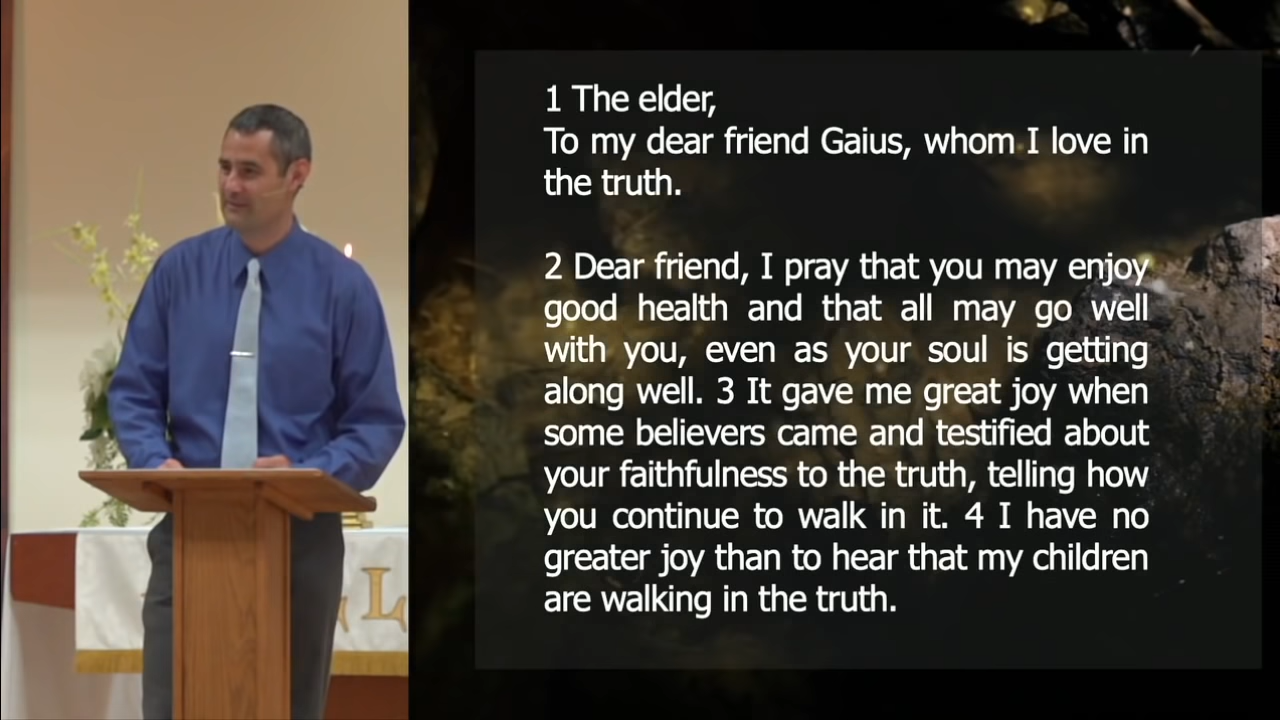 1 The elder,
To my dear friend Gaius, whom I love in
the truth.
2 Dear friend, I pray that you may enjoy
good health and that all may go well
with you, even as your soul is getting
along well. 3 It gave me great joy when
some believers came and testified about
your faithfulness to the truth, telling how
you continue to walk in it. 4 I have no
greater joy than to hear that my children
are walking in the truth.